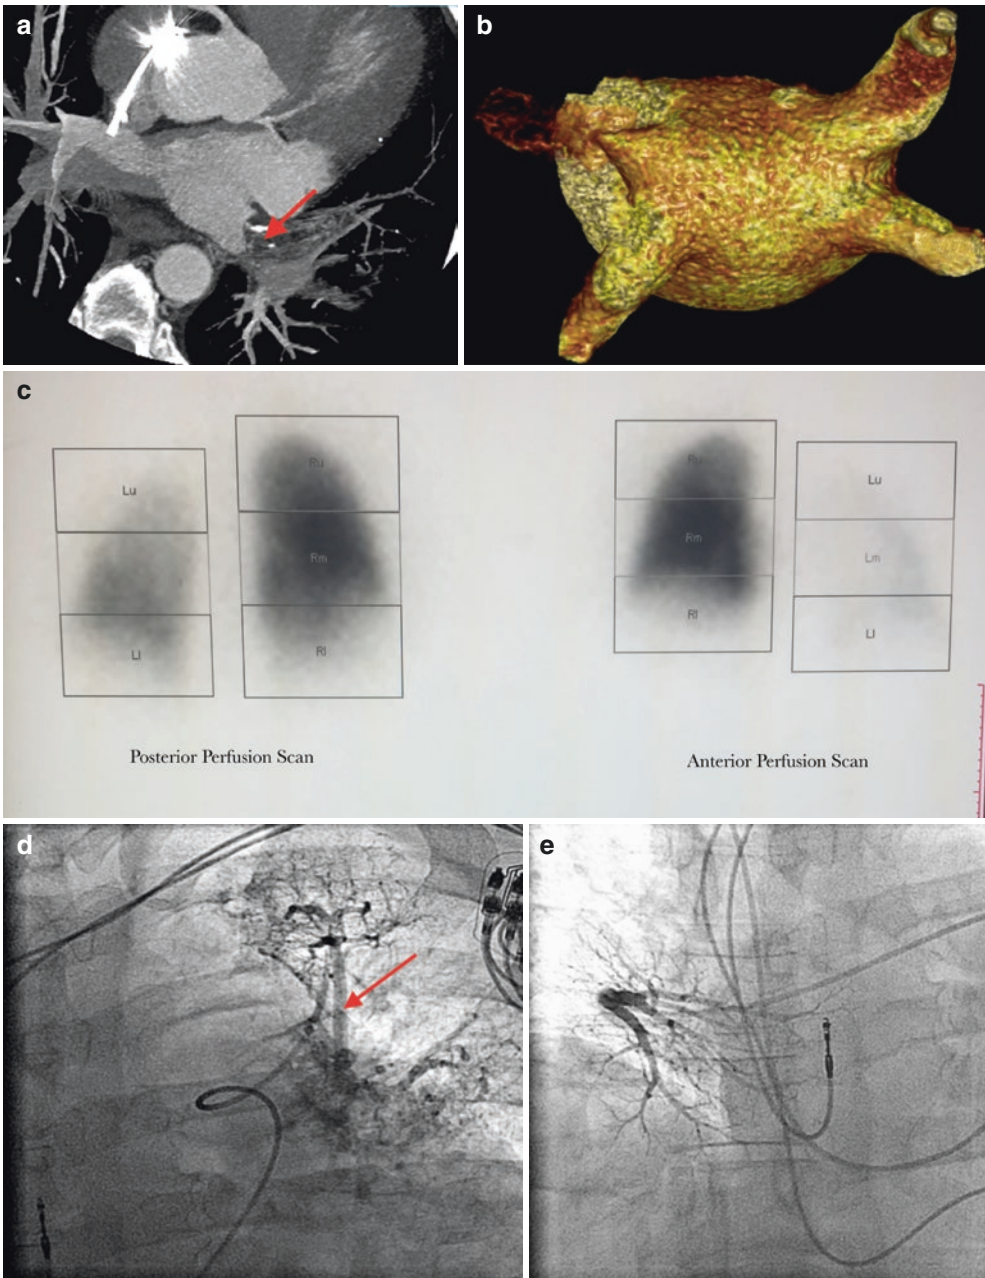 a
b
c
Lu
Ru
Rm
Ll
Rl
Ru
Lu
Rm
Lm
Rl
Ll
Posterior Perfusion Scan
Anterior Perfusion Scan
d
e